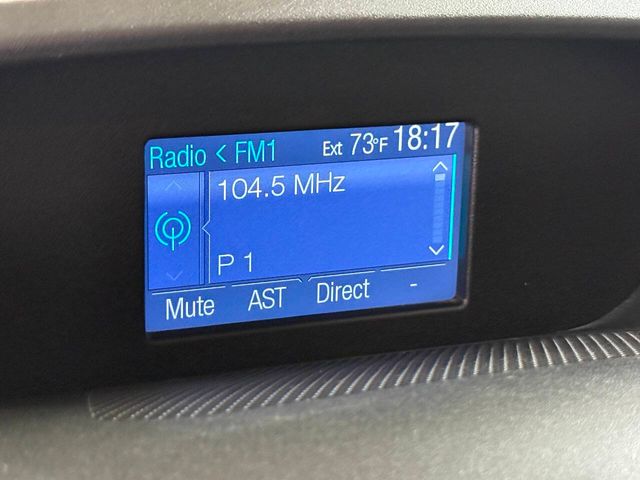 Radio < FM1 Ext 73°F 18:17
104.5 MHz
P 1
Mute AST Direct -